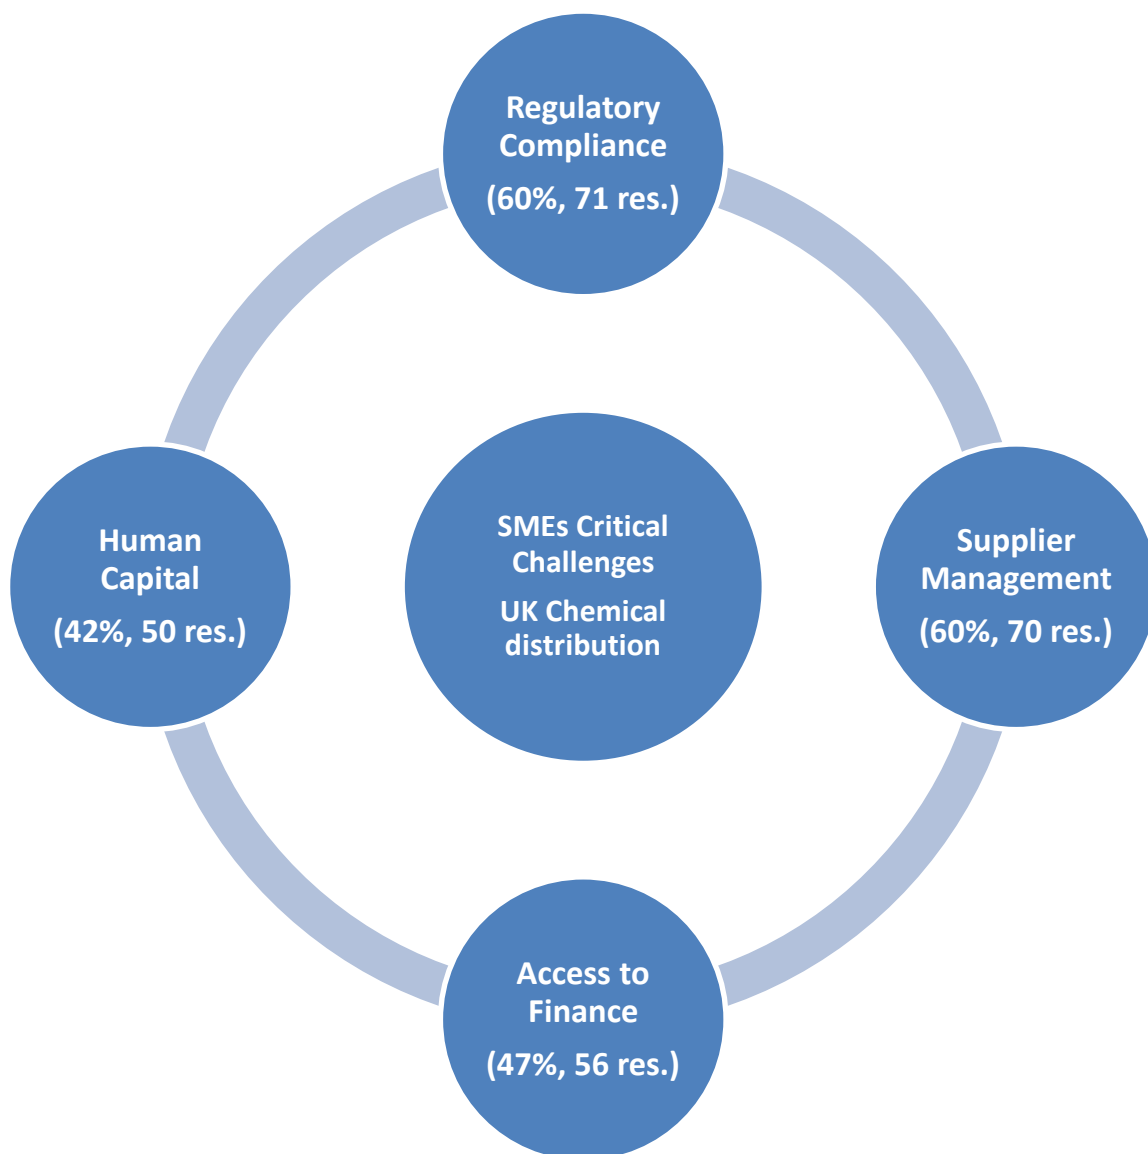 Regulatory
Compliance
(60%, 71 res.)
Human
Capital
(42%, 50 res.)
SMEs Critical
Challenges
UK Chemical
distribution
Supplier
Management
(60%, 70 res.)
Access to
Finance
(47%, 56 res.)